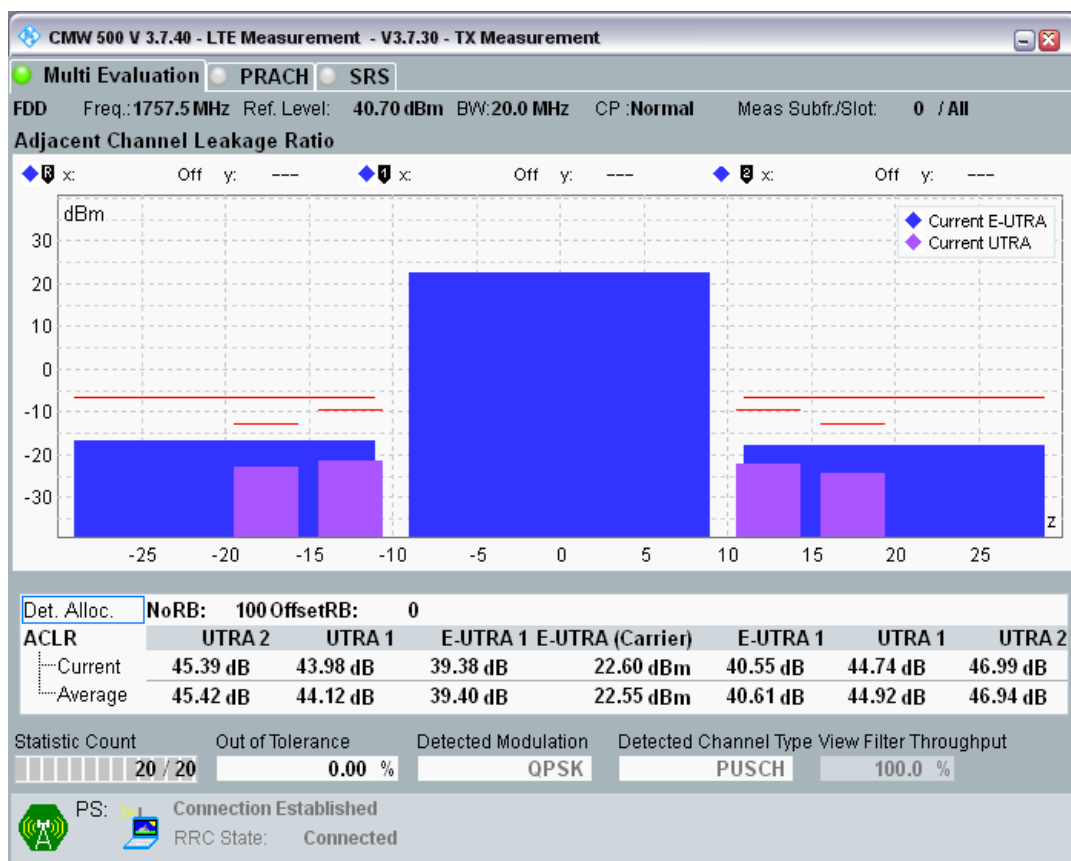 CMW 500 V 3.7.40 - LTE Measurement - V3.7.30 - TX Measurement
Multi Evaluation PRACH SRS
FDD Freq.: 1757.5 MHz Ref. Level: 40.70 dBm BW: 20.0 MHz CP : Normal Meas Subfr./Slot: 0 / All
Adjacent Channel Leakage Ratio
R x: Off y: --- 1 x: Off y: --- 2 x: Off y: ---
dBm
Current E-UTRA
Current UTRA
30
20
10
0
-10
-20
-30
z
-25 -20 -15 -10 -5 0 5 10 15 20 25
Det. Alloc. NoRB: 100 OffsetRB: 0
ACLR UTRA 2 UTRA 1 E-UTRA 1 E-UTRA (Carrier) E-UTRA 1 UTRA 1 UTRA 2
Current 45.39 dB 43.98 dB 39.38 dB 22.60 dBm 40.55 dB 44.74 dB 46.99 dB
Average 45.42 dB 44.12 dB 39.40 dB 22.55 dBm 40.61 dB 44.92 dB 46.94 dB
Statistic Count Out of Tolerance Detected Modulation Detected Channel Type View Filter Throughput
20 / 20 0.00 % QPSK PUSCH 100.0 %
PS: Connection Established
RRC State: Connected